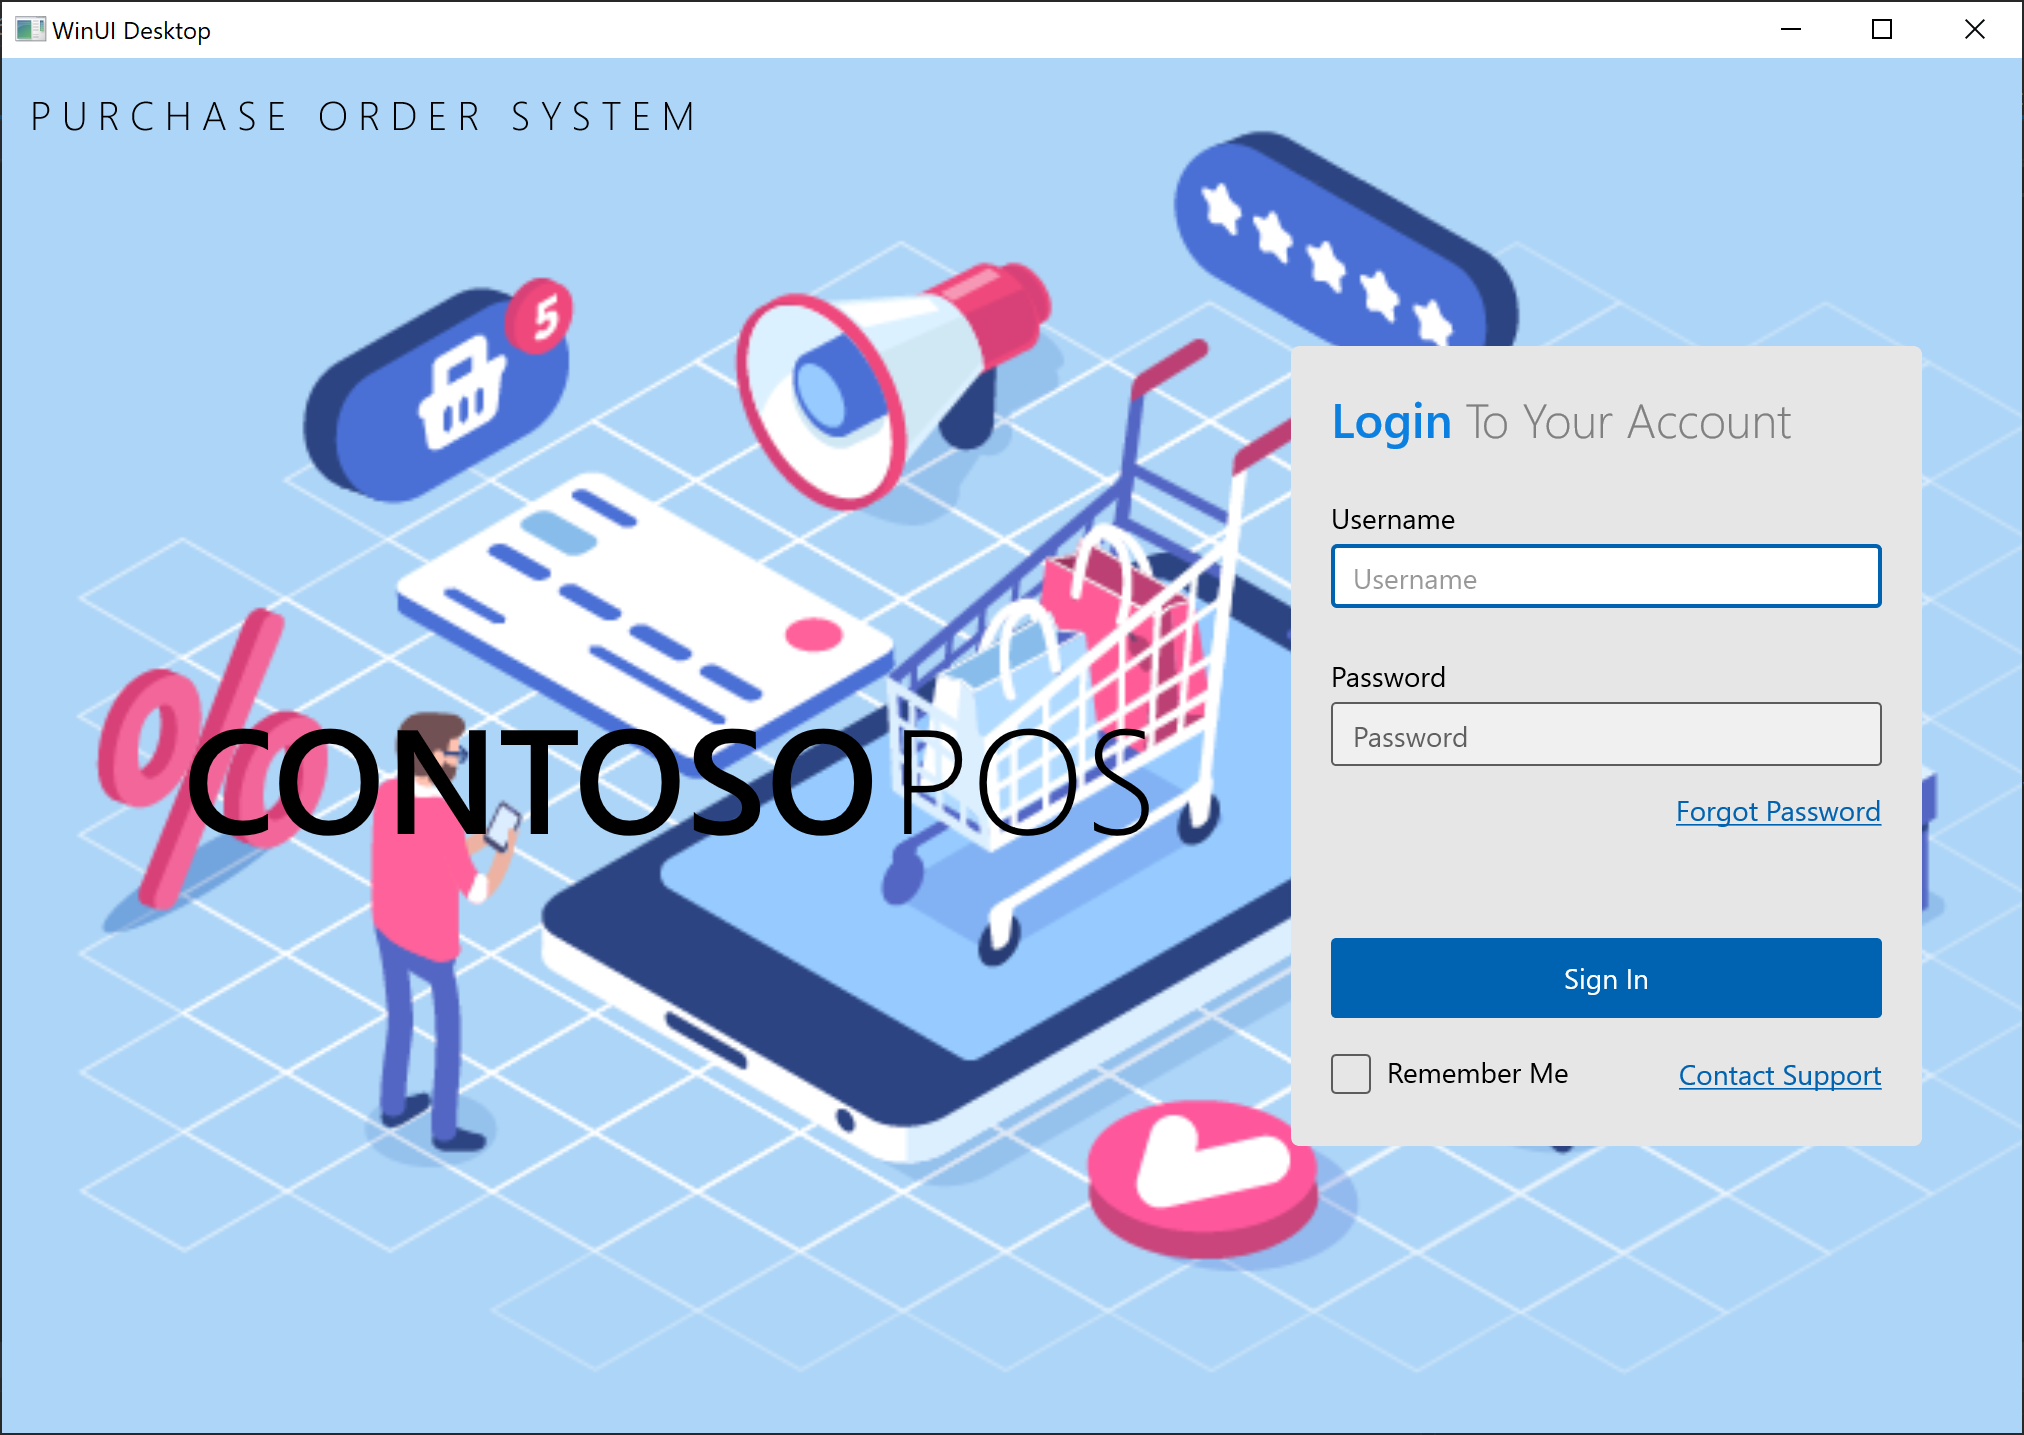 WinUI Desktop
PURCHASE ORDER SYSTEM
5
CONTOSO POS
Login To Your Account
Username
Username
Password
Password
Forgot Password
Sign In
Remember Me
Contact Support